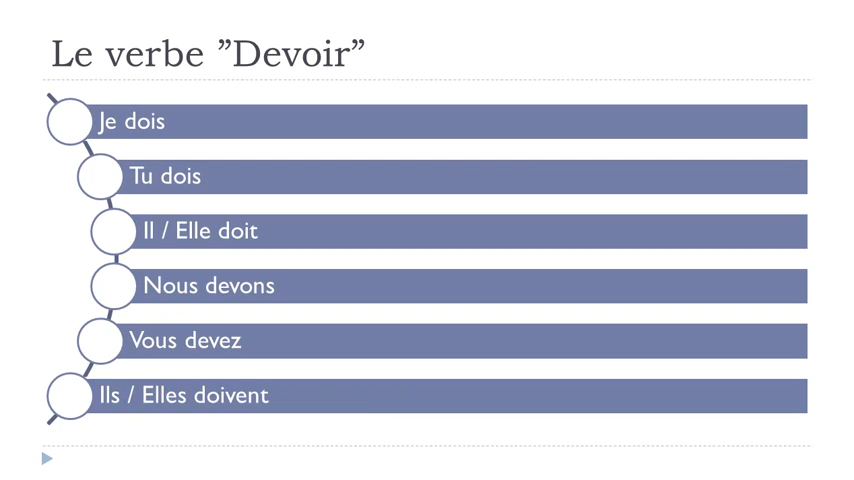 Le verbe ”Devoir”
Je dois
Tu dois
Il / Elle doit
Nous devons
Vous devez
Ils / Elles doivent